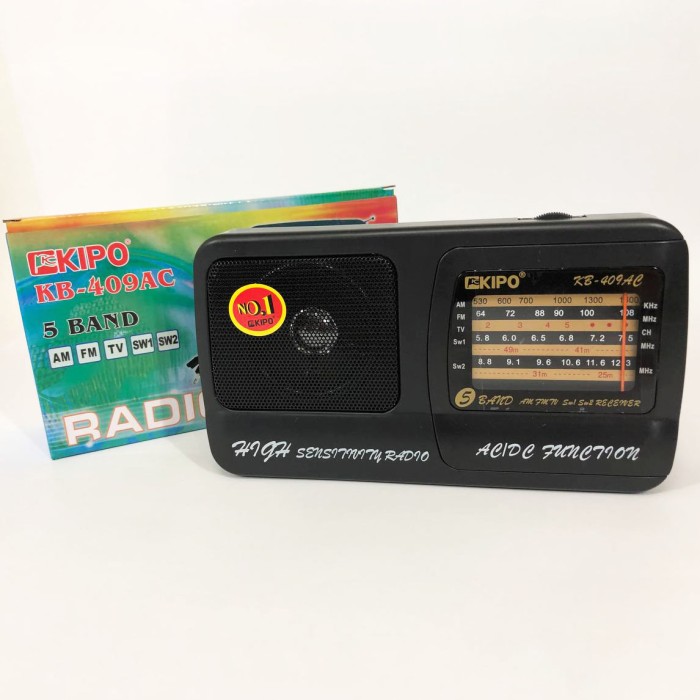 KIPO®
KB-409AC
5 BAND
AM FM TV SW1 SW2
RADIO
NO.1
KIPO
HIGH SENSITNITY RADIO
KIPO® KB-409AC
AM 530 600 700 1000 1300 1600 KHz
FM 64 72 88 90 100 108 MHz
TV 2 3 4 5 CH
Sw1 5.8 6.0 6.5 6.8 7.2 7.5 MHz
49m 41m
Sw2 8.8 9.1 9.6 10.6 11.6 12.3 MHz
31m 25m
5 BAND AM FM TV Sw1 Sw2 RECEIVER
AC/DC FUNCTION